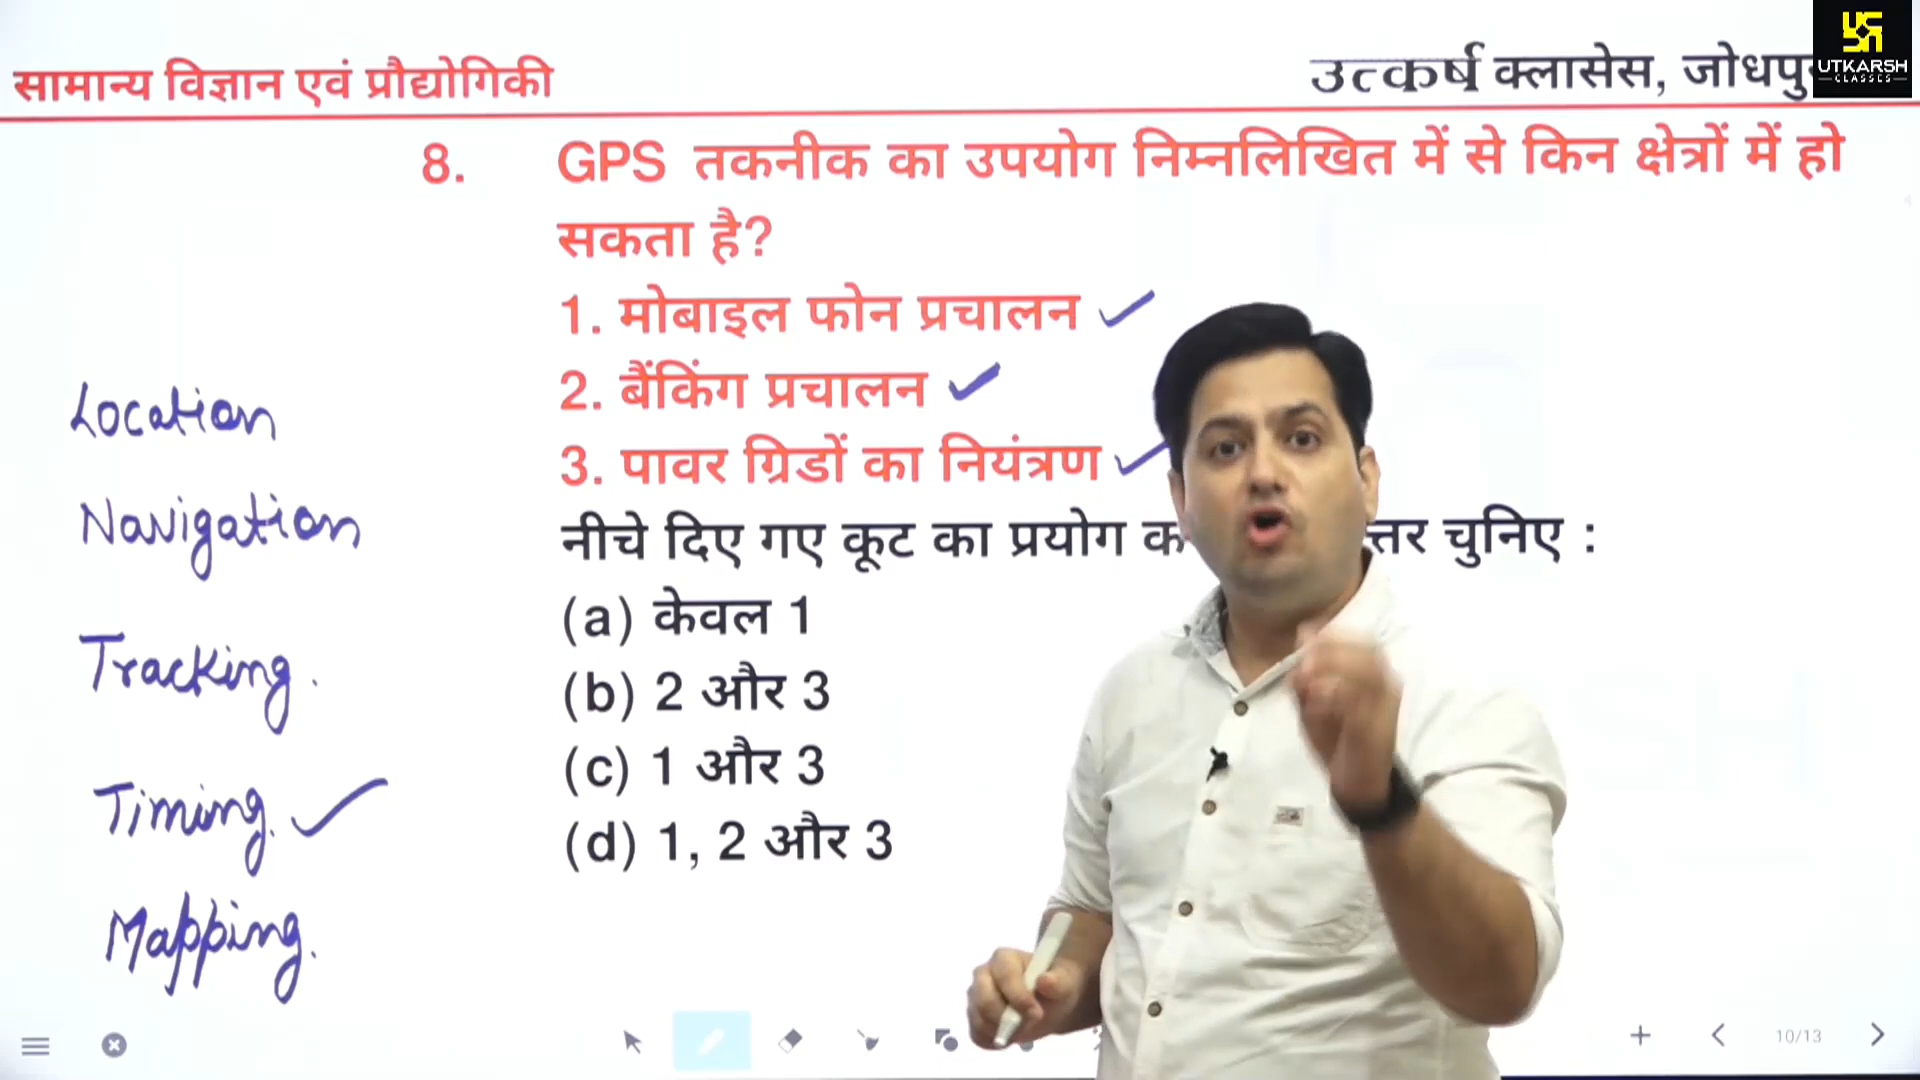 सामान्य विज्ञान एवं प्रौद्योगिकी
उत्कर्ष क्लासेस, जोधपु
UTKARSH
CLASSES
8. GPS तकनीक का उपयोग निम्नलिखित में से किन क्षेत्रों में हो
सकता है?
1. मोबाइल फोन प्रचालन
2. बैंकिंग प्रचालन
3. पावर ग्रिडों का नियंत्रण
नीचे दिए गए कूट का प्रयोग क त्तर चुनिए :
(a) केवल 1
(b) 2 और 3
(c) 1 और 3
(d) 1, 2 और 3
Location
Navigation
Tracking.
Timing.
Mapping.
10/13